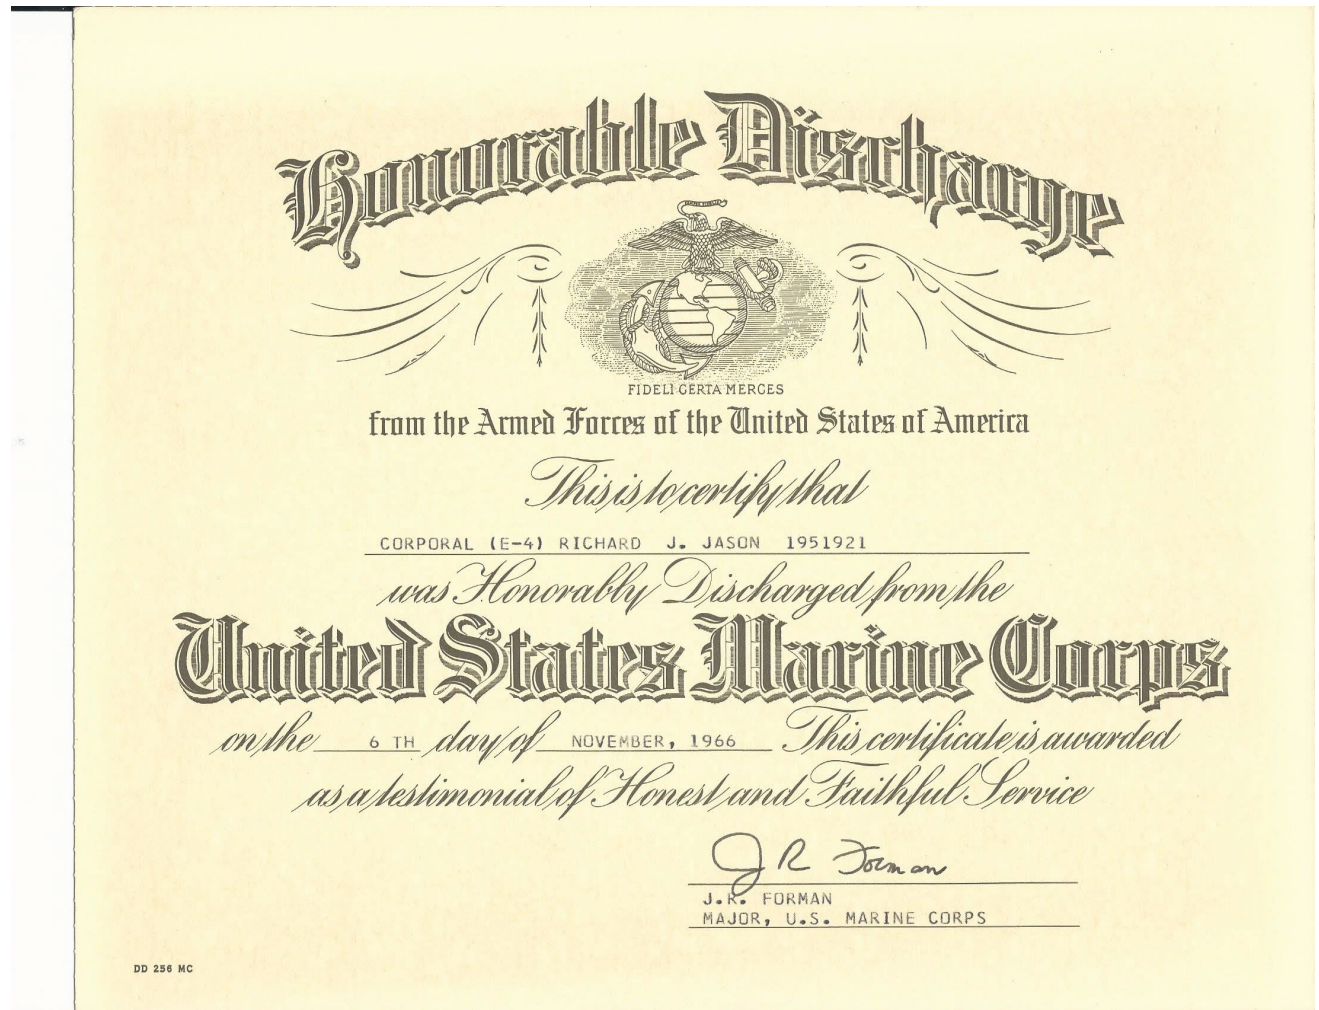 Honorable Discharge
FIDELI CERTA MERCES
from the Armed Forces of the United States of America
This is to certify that
CORPORAL (E-4) RICHARD J. JASON 1951921
was Honorably Discharged from the
United States Marine Corps
on the 6 TH day of NOVEMBER, 1966 This certificate is awarded
as a testimonial of Honest and Faithful Service
J R Forman
J.R. FORMAN
MAJOR, U.S. MARINE CORPS
DD 256 MC